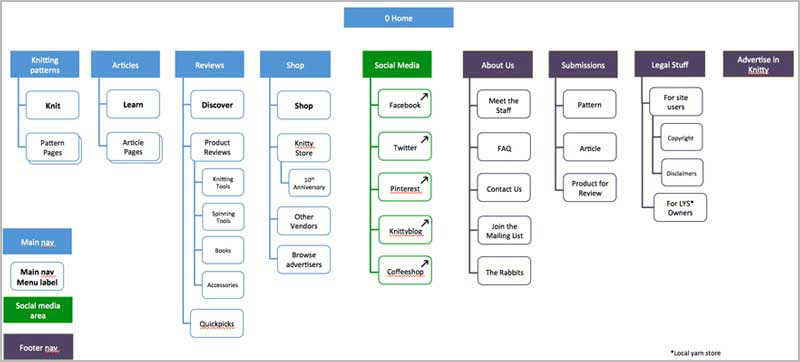 0 Home
Knitting
patterns
Knit
Pattern
Pages
Articles
Learn
Article
Pages
Reviews
Discover
Product
Reviews
Knitting
Tools
Spinning
Tools
Books
Accessories
Quickpicks
Shop
Shop
Knitty
Store
10th
Anniversary
Other
Vendors
Browse
advertisers
Social Media
Facebook
Twitter
Pinterest
Knittyblog
Coffeeshop
About Us
Meet the
Staff
FAQ
Contact Us
Join the
Mailing List
The Rabbits
Submissions
Pattern
Article
Product for
Review
Legal Stuff
For site
users
Copyright
Disclaimers
For LYS*
Owners
Advertise in
Knitty
Main nav
Main nav
Menu label
Social media
area
Footer nav
*Local yarn store